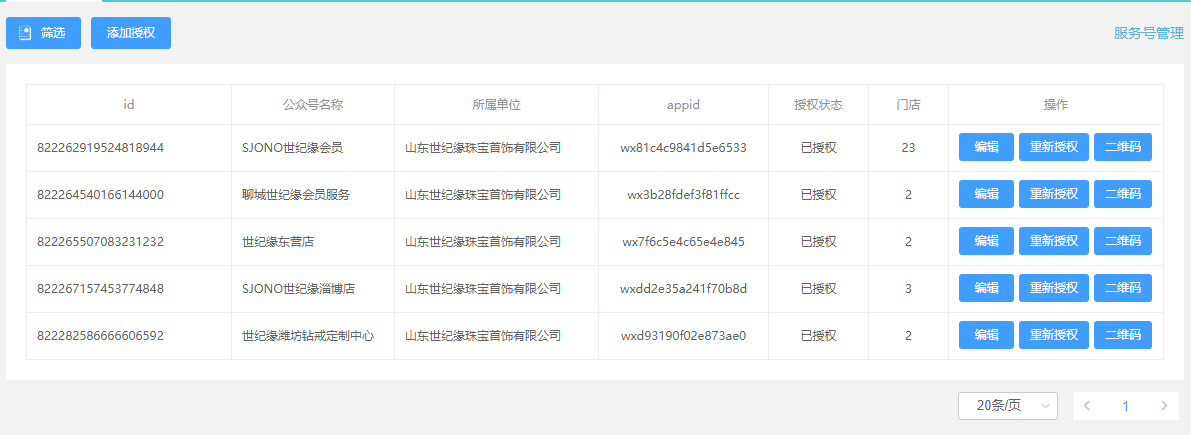 筛选 添加授权 服务号管理
id 公众号名称 所属单位 appid 授权状态 门店 操作
822262919524818944 SJONO世纪缘会员 山东世纪缘珠宝首饰有限公司 wx81c4c9841d5e6533 已授权 23 编辑 重新授权 二维码
822264540166144000 聊城世纪缘会员服务 山东世纪缘珠宝首饰有限公司 wx3b28fdef3f81ffcc 已授权 2 编辑 重新授权 二维码
822265507083231232 世纪缘东营店 山东世纪缘珠宝首饰有限公司 wx7f6c5e4c65e4e845 已授权 2 编辑 重新授权 二维码
822267157453774848 SJONO世纪缘淄博店 山东世纪缘珠宝首饰有限公司 wxdd2e35a241f70b8d 已授权 3 编辑 重新授权 二维码
822282586666606592 世纪缘潍坊钻戒定制中心 山东世纪缘珠宝首饰有限公司 wxd93190f02e873ae0 已授权 2 编辑 重新授权 二维码
20条/页 1